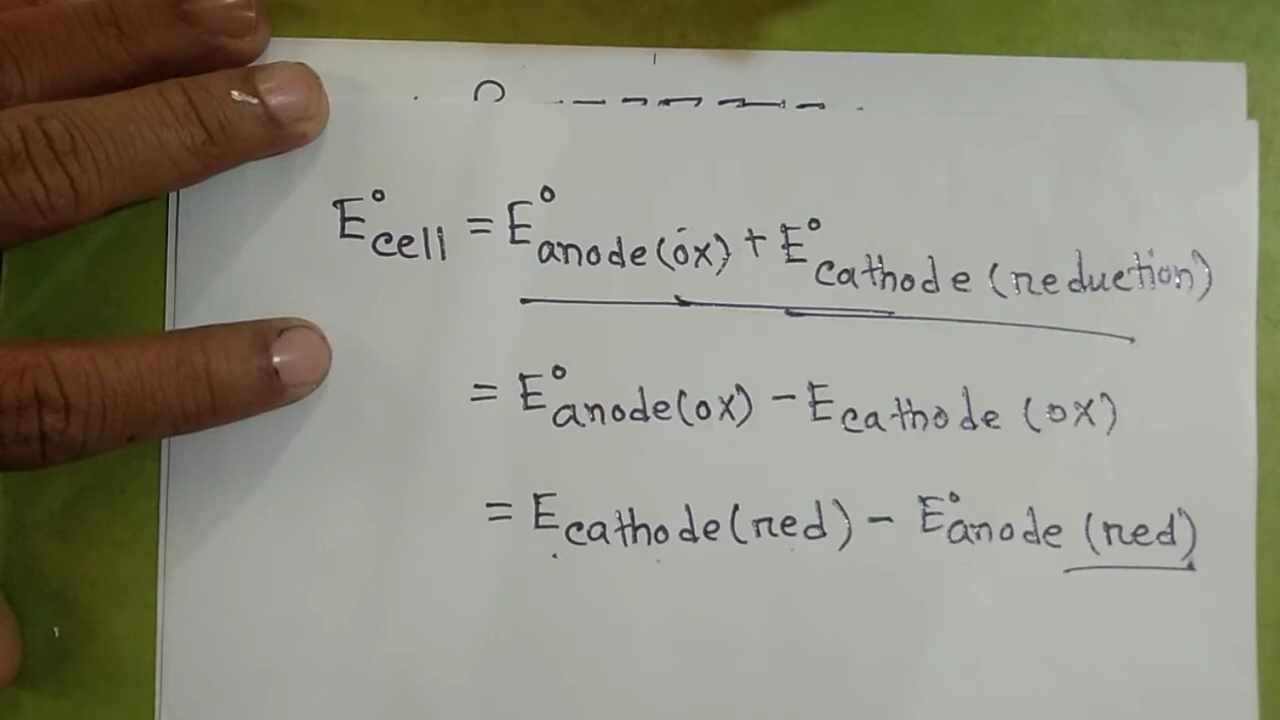 E°cell = E°anode(ox) + E°cathode (reduction)
= E°anode(ox) - Ecathode (ox)
= Ecathode(red) - E°anode (red)